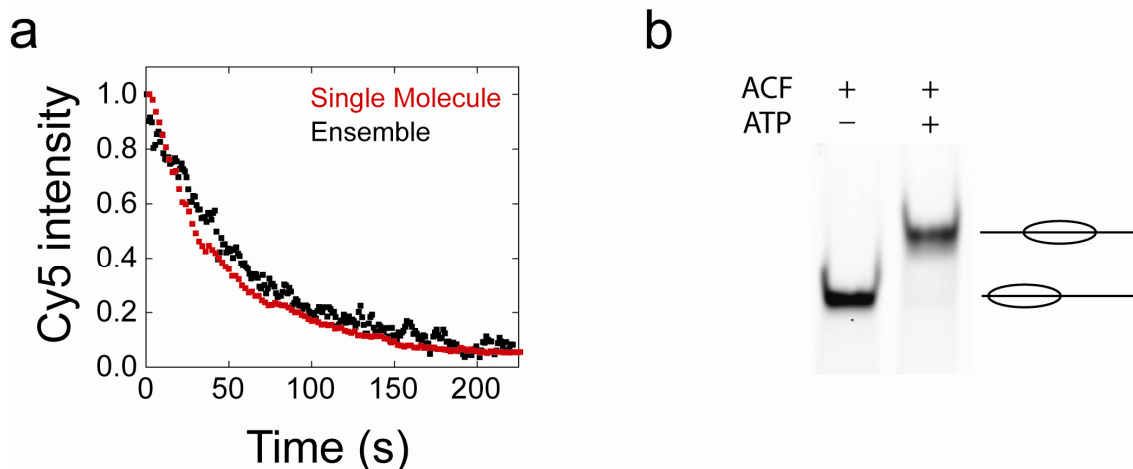 a
Cy5 intensity
1.0
0.8
0.6
0.4
0.2
0.0
Single Molecule
Ensemble
0 50 100 150 200
Time (s)
b
ACF + +
ATP − +